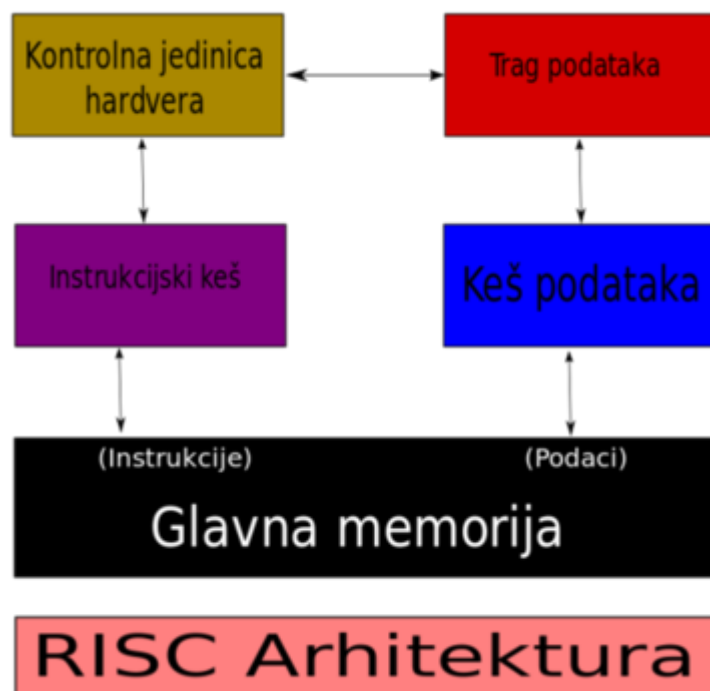 Kontrolna jedinica
hardvera
Trag podataka
Instrukcijski keš
Keš podataka
(Instrukcije)
(Podaci)
Glavna memorija
RISC Arhitektura